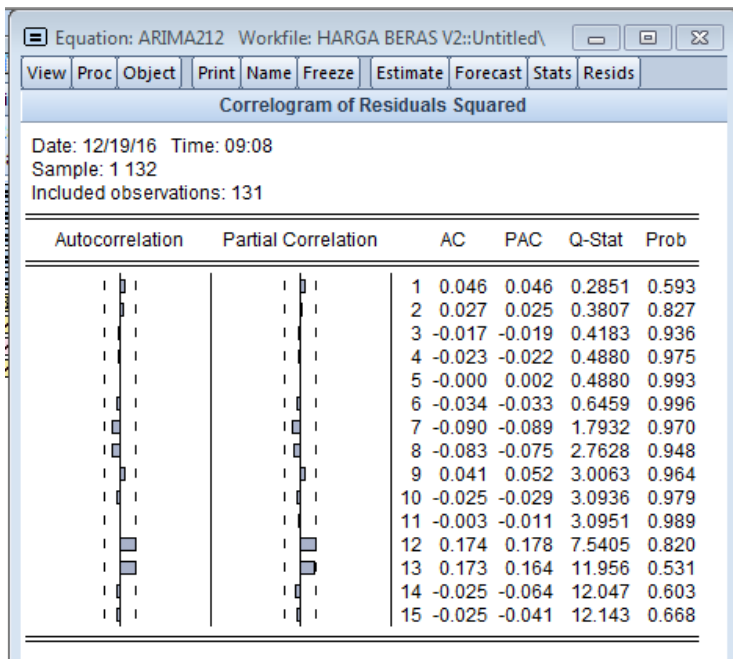 Equation: ARIMA212 Workfile: HARGA BERAS V2::Untitled\
View Proc Object Print Name Freeze Estimate Forecast Stats Resids
Correlogram of Residuals Squared
Date: 12/19/16 Time: 09:08
Sample: 1 132
Included observations: 131
Autocorrelation Partial Correlation AC PAC Q-Stat Prob
1 0.046 0.046 0.2851 0.593
2 0.027 0.025 0.3807 0.827
3 -0.017 -0.019 0.4183 0.936
4 -0.023 -0.022 0.4880 0.975
5 -0.000 0.002 0.4880 0.993
6 -0.034 -0.033 0.6459 0.996
7 -0.090 -0.089 1.7932 0.970
8 -0.083 -0.075 2.7628 0.948
9 0.041 0.052 3.0063 0.964
10 -0.025 -0.029 3.0936 0.979
11 -0.003 -0.011 3.0951 0.989
12 0.174 0.178 7.5405 0.820
13 0.173 0.164 11.956 0.531
14 -0.025 -0.064 12.047 0.603
15 -0.025 -0.041 12.143 0.668